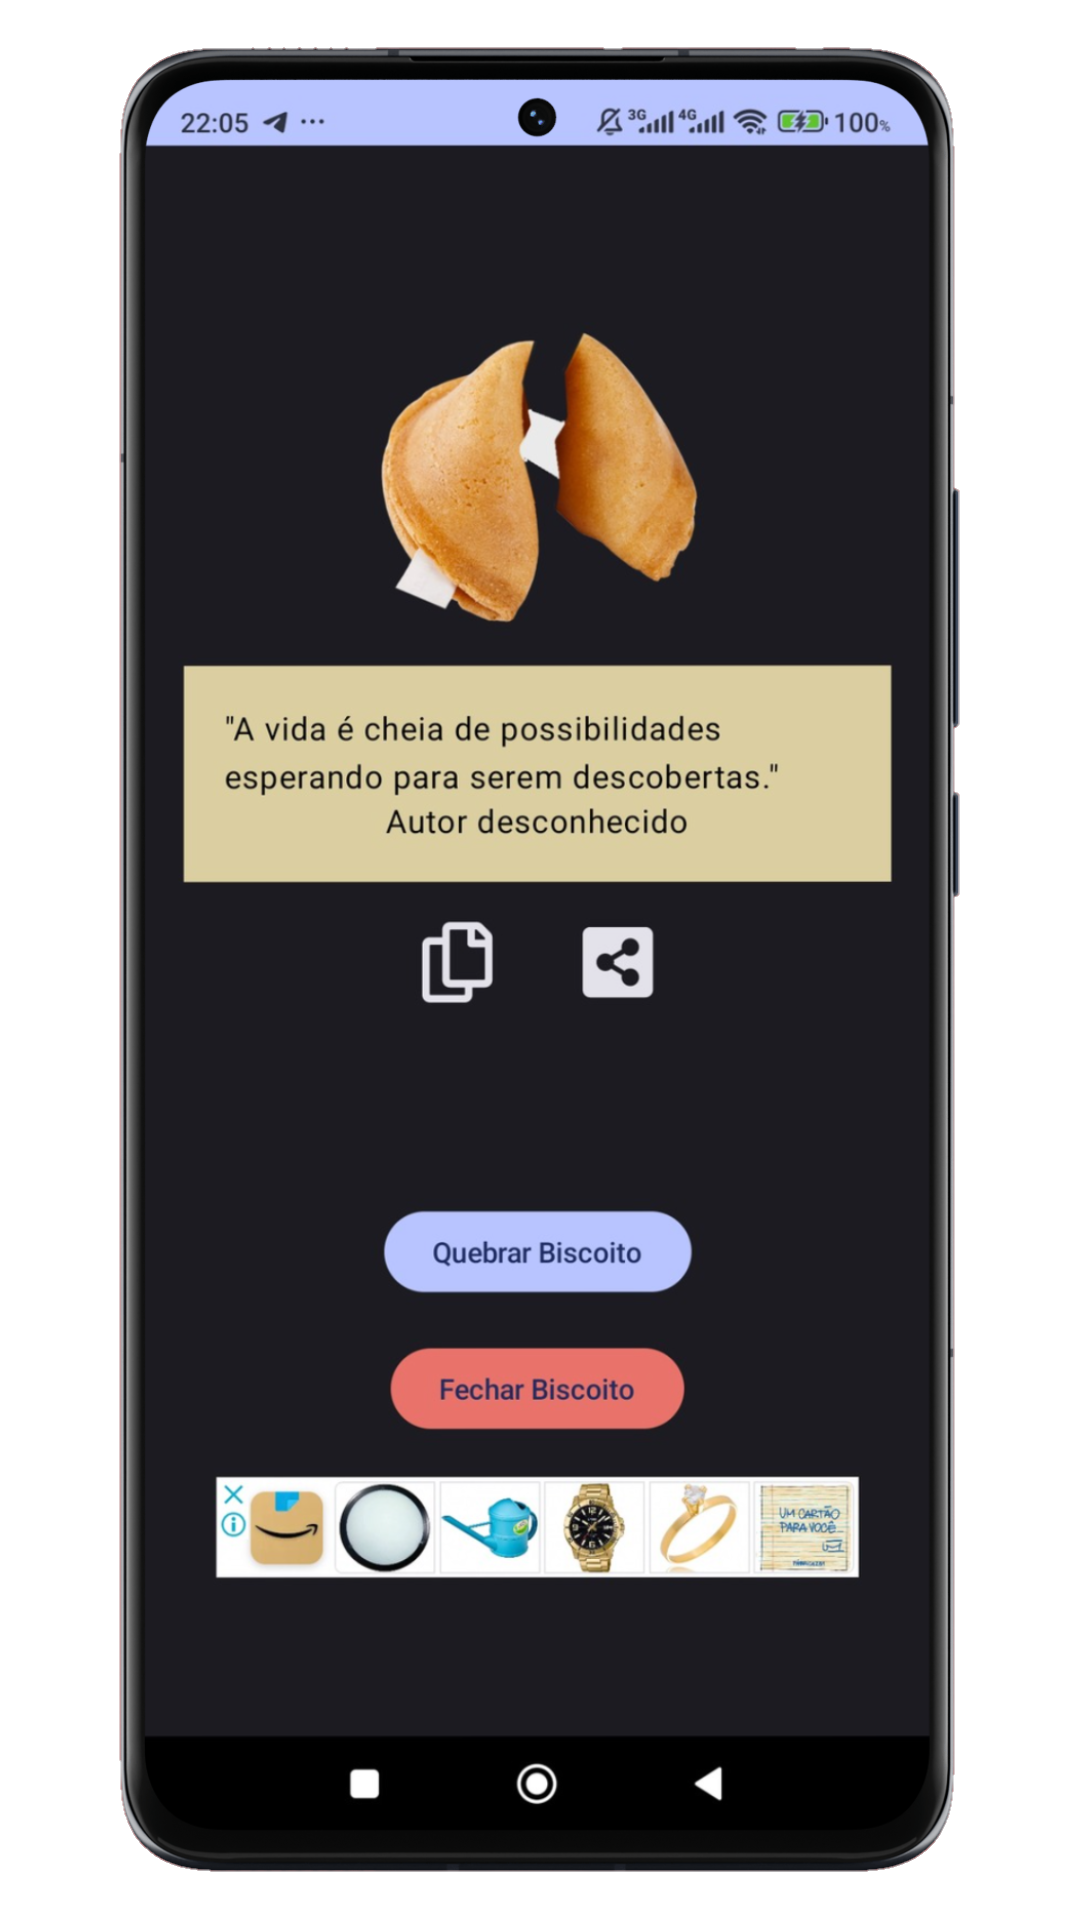 22:05 ... 3G 4G 100%
"A vida é cheia de possibilidades
esperando para serem descobertas."
Autor desconhecido
Quebrar Biscoito
Fechar Biscoito
UM CARTÃO
PARA VOCÊ